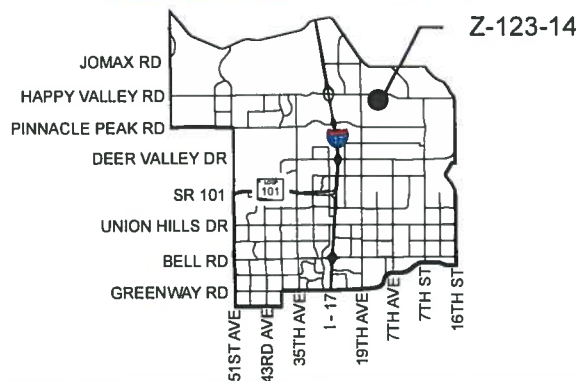 Z-123-14
JOMAX RD
HAPPY VALLEY RD
PINNACLE PEAK RD
DEER VALLEY DR
SR 101
LOOP
101
UNION HILLS DR
BELL RD
GREENWAY RD
51ST AVE
43RD AVE
35TH AVE
I - 17
19TH AVE
7TH AVE
7TH ST
16TH ST